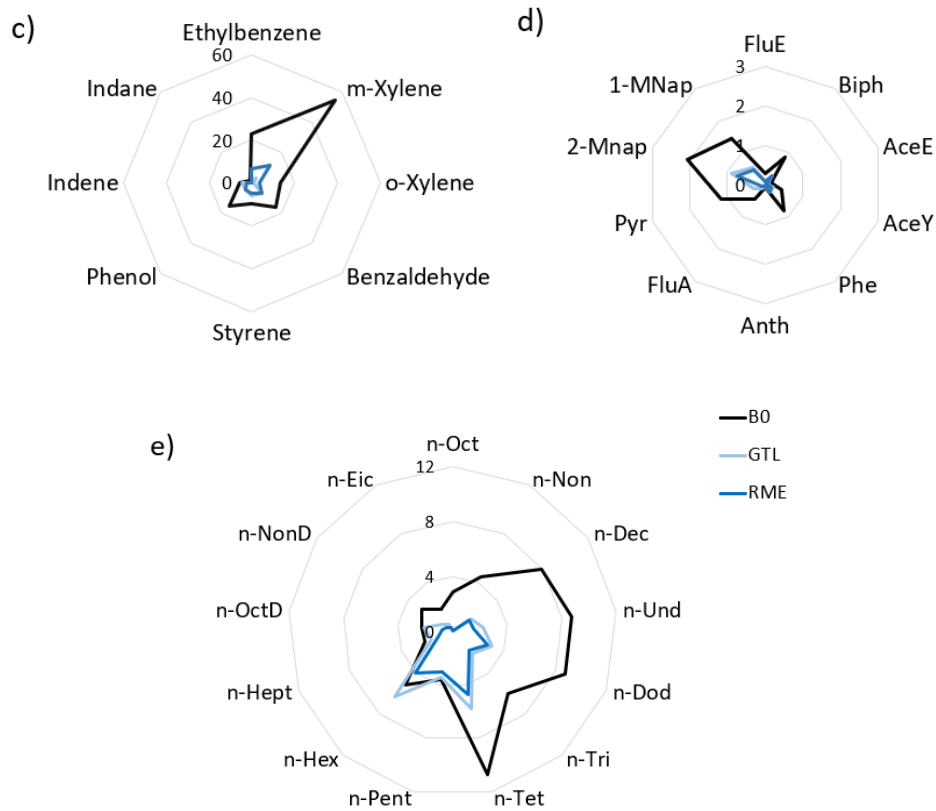 c)
Ethylbenzene
60
40
20
0
m-Xylene
o-Xylene
Benzaldehyde
Styrene
Phenol
Indene
Indane
d)
FluE
3
2
1
0
Biph
AceE
AceY
Phe
Anth
FluA
Pyr
2-Mnap
1-MNap
B0
GTL
RME
e)
n-Oct
12
8
4
0
n-Non
n-Dec
n-Und
n-Dod
n-Tri
n-Tet
n-Pent
n-Hex
n-Hept
n-OctD
n-NonD
n-Eic